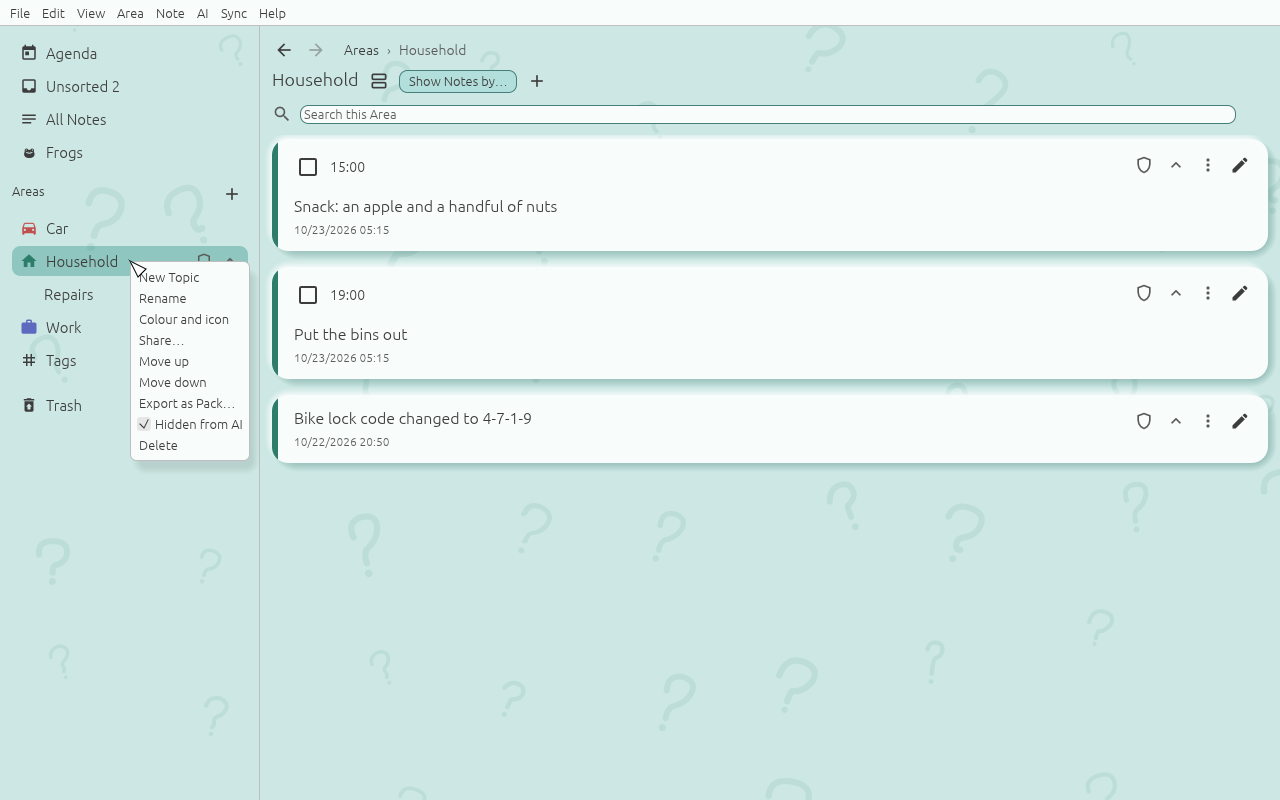 File Edit View Area Note AI Sync Help
Agenda
Unsorted 2
All Notes
Frogs
Areas
Car
Household
Repairs
Work
Tags
Trash
New Topic
Rename
Colour and icon
Share…
Move up
Move down
Export as Pack…
Hidden from AI
Delete
Areas › Household
Household
Show Notes by…
Search this Area
15:00
Snack: an apple and a handful of nuts
10/23/2026 05:15
19:00
Put the bins out
10/23/2026 05:15
Bike lock code changed to 4-7-1-9
10/22/2026 20:50